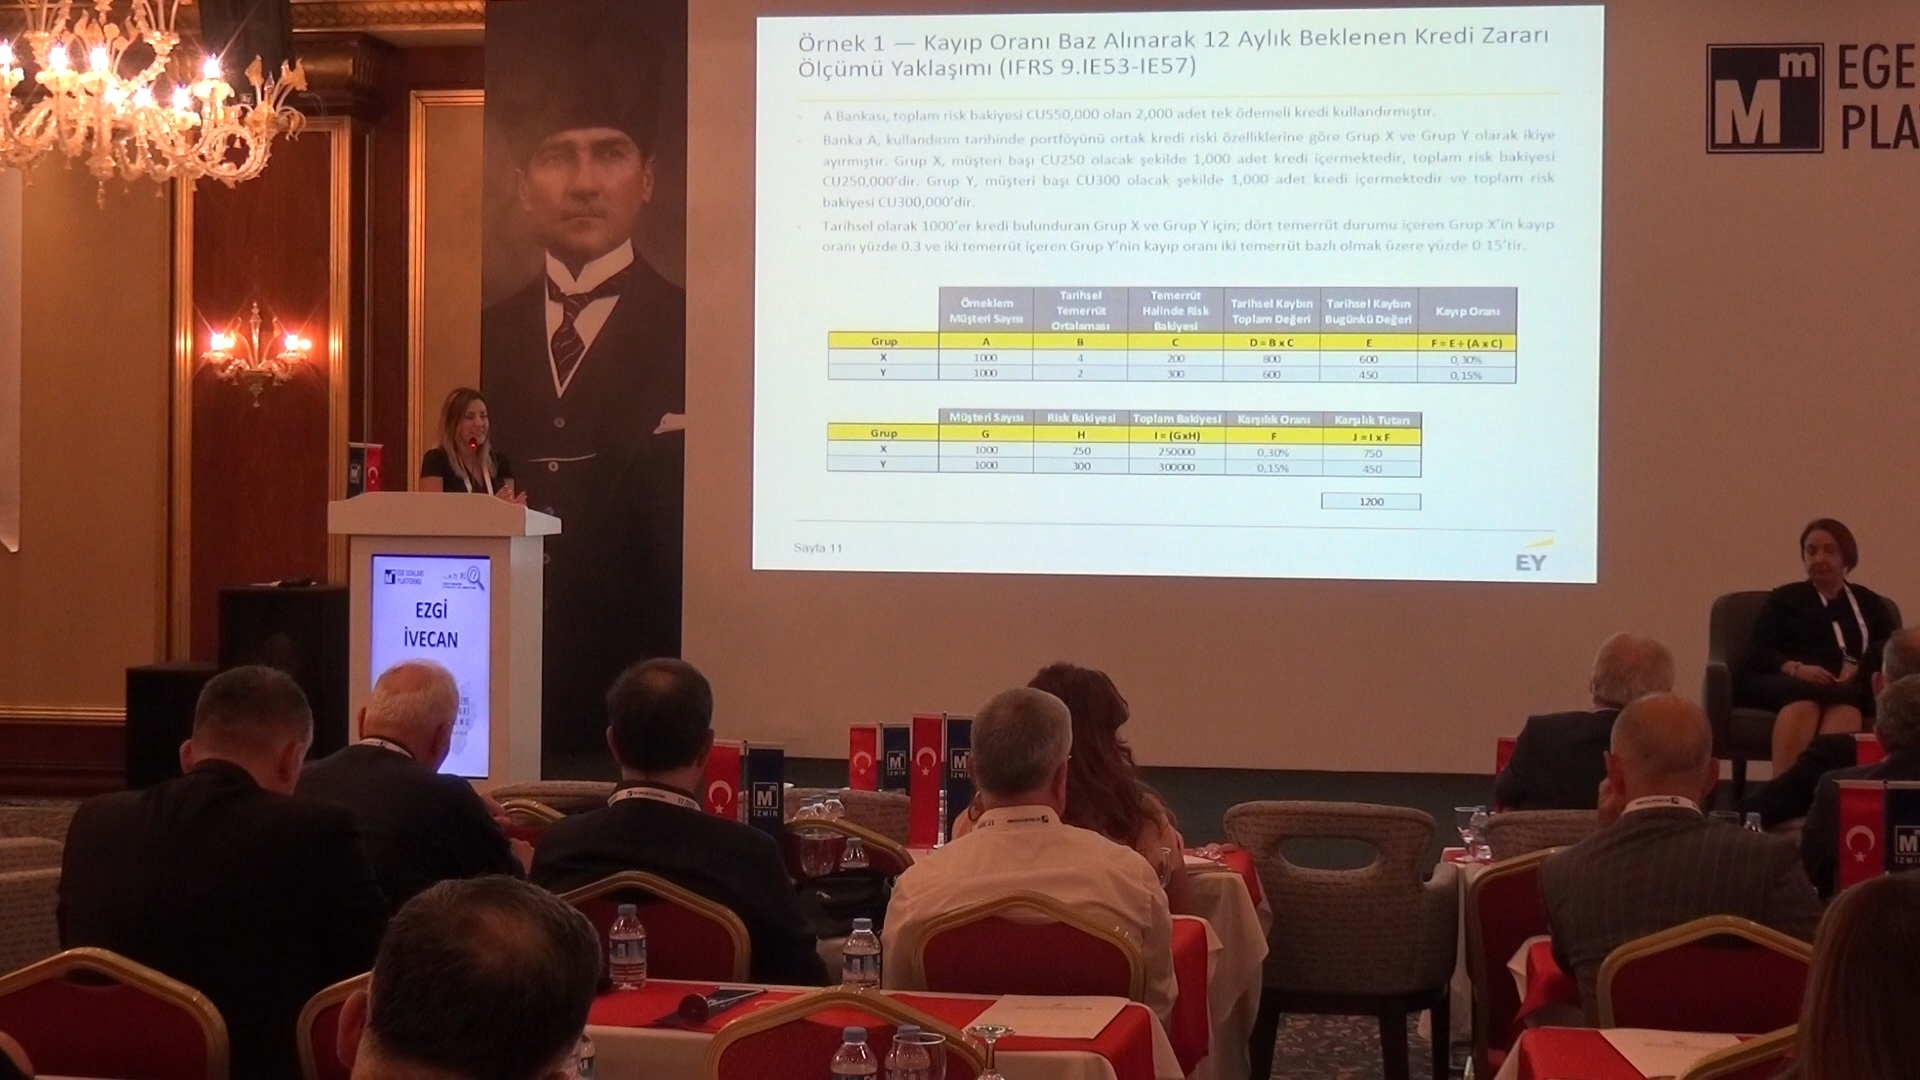 Örnek 1 — Kayıp Oranı Baz Alınarak 12 Aylık Beklenen Kredi Zararı
Ölçümü Yaklaşımı (IFRS 9.IE53-IE57)
A Bankası, toplam risk bakiyesi CU550,000 olan 2,000 adet tek ödemeli kredi kullandırmıştır.
Banka A, kullandırım tarihinde portföyünü ortak kredi riski özelliklerine göre Grup X ve Grup Y olarak ikiye
ayırmıştır. Grup X, müşteri başı CU250 olacak şekilde 1,000 adet kredi içermektedir, toplam risk bakiyesi
CU250,000'dir. Grup Y, müşteri başı CU300 olacak şekilde 1,000 adet kredi içermektedir ve toplam risk
bakiyesi CU300,000'dir.
Tarihsel olarak 1000'er kredi bulunduran Grup X ve Grup Y için; dört temerrüt durumu içeren Grup X'in kayıp
oranı yüzde 0.3 ve iki temerrüt içeren Grup Y'nin kayıp oranı iki temerrüt bazlı olmak üzere yüzde 0.15'tir.
Örneklem Müşteri Sayısı Tarihsel Temerrüt Ortalaması Temerrüt Halinde Risk Bakiyesi Tarihsel Kaybın Toplam Değeri Tarihsel Kaybın Bugünkü Değeri Kayıp Oranı
Grup A B C D = B x C E F = E ÷ (A x C)
X 1000 4 200 800 600 0,30%
Y 1000 2 300 600 450 0,15%
Müşteri Sayısı Risk Bakiyesi Toplam Bakiyesi Karşılık Oranı Karşılık Tutarı
Grup G H I = (GxH) F J = I x F
X 1000 250 250000 0,30% 750
Y 1000 300 300000 0,15% 450
1200
Sayfa 11
EY
Mm EGE
PLA
EGE ODALARI
PLATFORMU
EZGİ
İVECAN
M
İZMİR
M
İZMİR
M
İZMİR
M
İZMİR